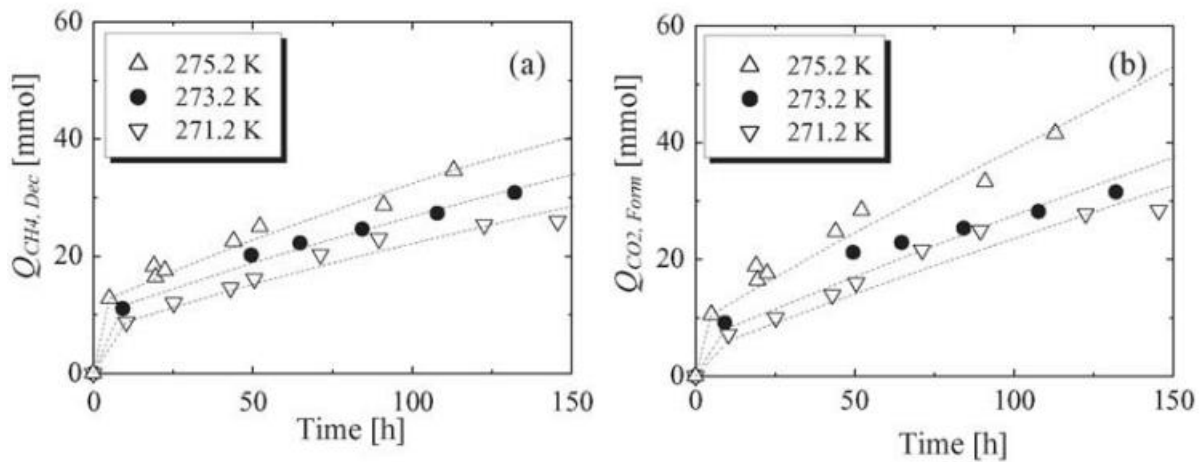 60
40
20
0
Q_CH4, Dec [mmol]
△ 275.2 K
● 273.2 K
▽ 271.2 K
(a)
0 50 100 150
Time [h]
60
40
20
0
Q_CO2, Form [mmol]
△ 275.2 K
● 273.2 K
▽ 271.2 K
(b)
0 50 100 150
Time [h]